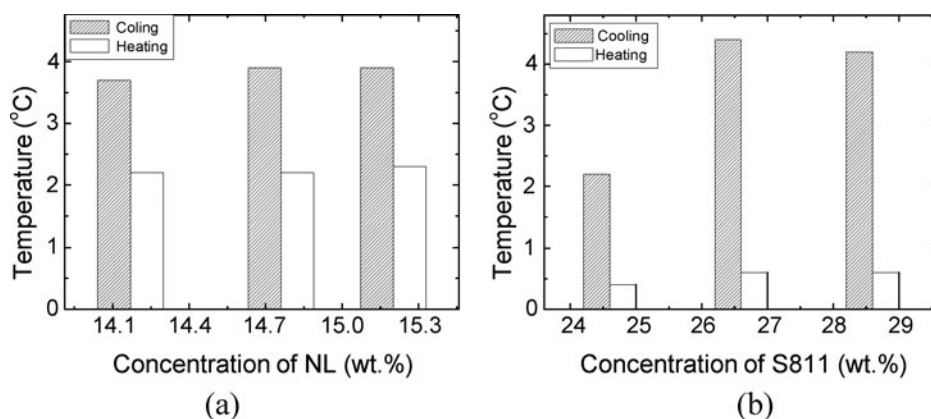 Coling
Heating
Temperature (°C)
4
3
2
1
0
14.1 14.4 14.7 15.0 15.3
Concentration of NL (wt.%)
(a)
Cooling
Heating
Temperature (°C)
4
2
0
24 25 26 27 28 29
Concentration of S811 (wt.%)
(b)